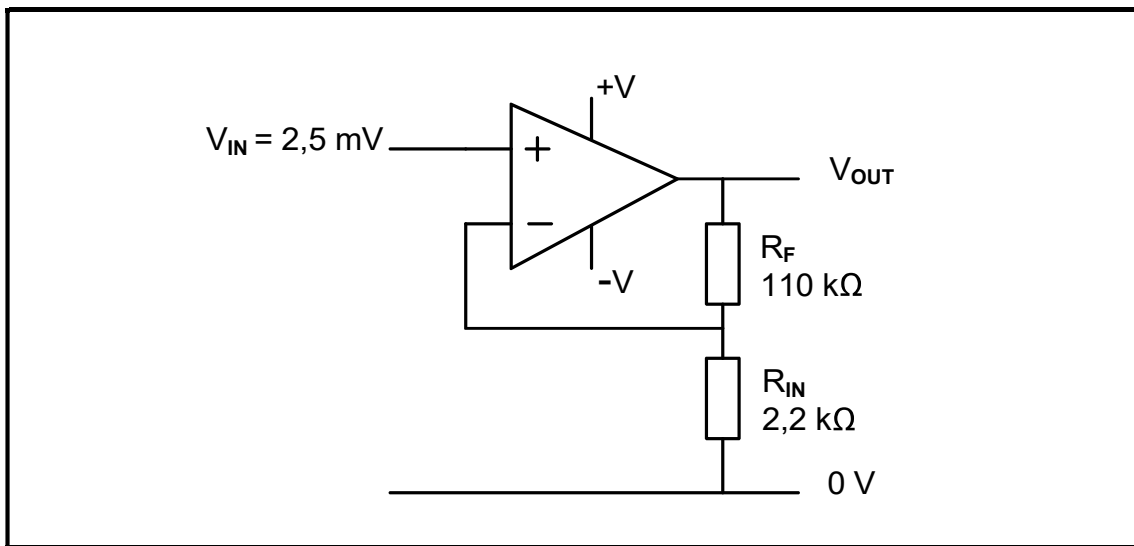 +V
V_IN = 2,5 mV
+
V_OUT
−
-V
R_F
110 kΩ
R_IN
2,2 kΩ
0 V